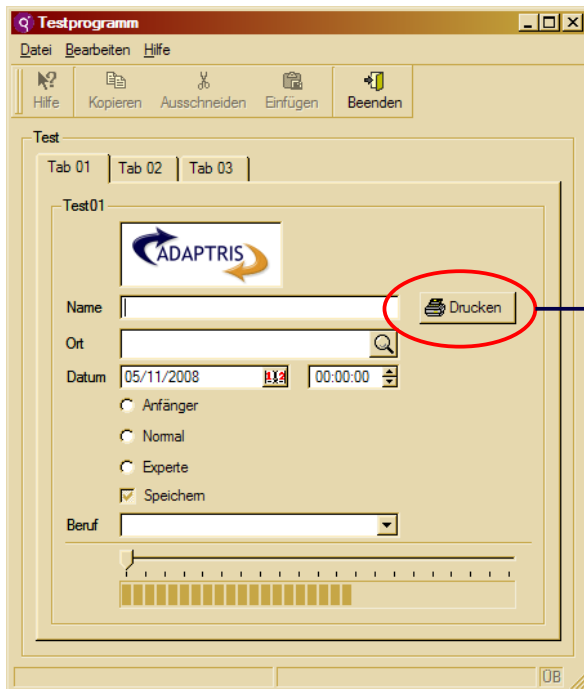 Testprogramm
Datei Bearbeiten Hilfe
Hilfe Kopieren Ausschneiden Einfügen Beenden
Test
Tab 01 Tab 02 Tab 03
Test01
ADAPTRIS
Name Drucken
Ort
Datum 05/11/2008 00:00:00
Anfänger
Normal
Experte
Speichern
Beruf
ÜB